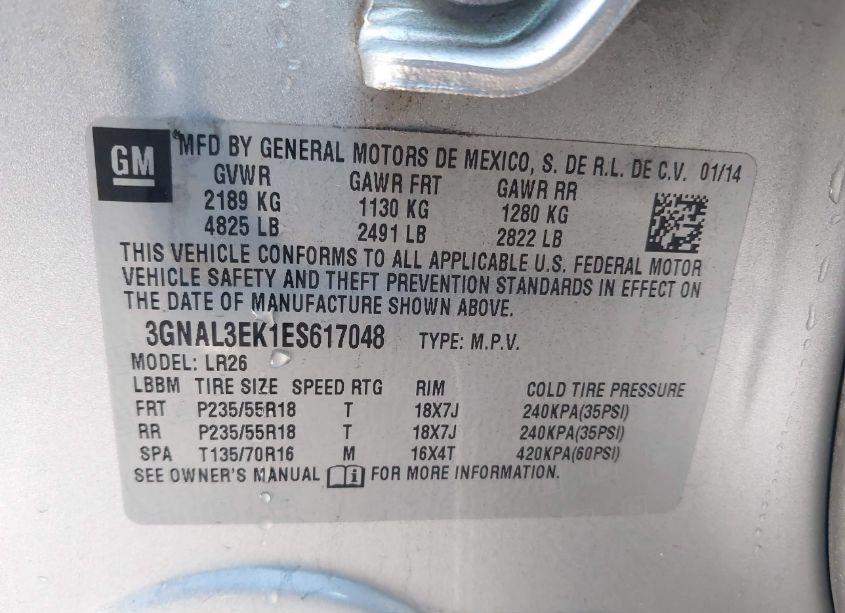 GM
MFD BY GENERAL MOTORS DE MEXICO, S. DE R.L. DE C.V. 01/14
GVWR GAWR FRT GAWR RR
2189 KG 1130 KG 1280 KG
4825 LB 2491 LB 2822 LB
THIS VEHICLE CONFORMS TO ALL APPLICABLE U.S. FEDERAL MOTOR
VEHICLE SAFETY AND THEFT PREVENTION STANDARDS IN EFFECT ON
THE DATE OF MANUFACTURE SHOWN ABOVE.
3GNAL3EK1ES617048 TYPE: M.P.V.
MODEL: LR26
LBBM TIRE SIZE SPEED RTG RIM COLD TIRE PRESSURE
FRT P235/55R18 T 18X7J 240KPA(35PSI)
RR P235/55R18 T 18X7J 240KPA(35PSI)
SPA T135/70R16 M 16X4T 420KPA(60PSI)
SEE OWNER'S MANUAL i FOR MORE INFORMATION.